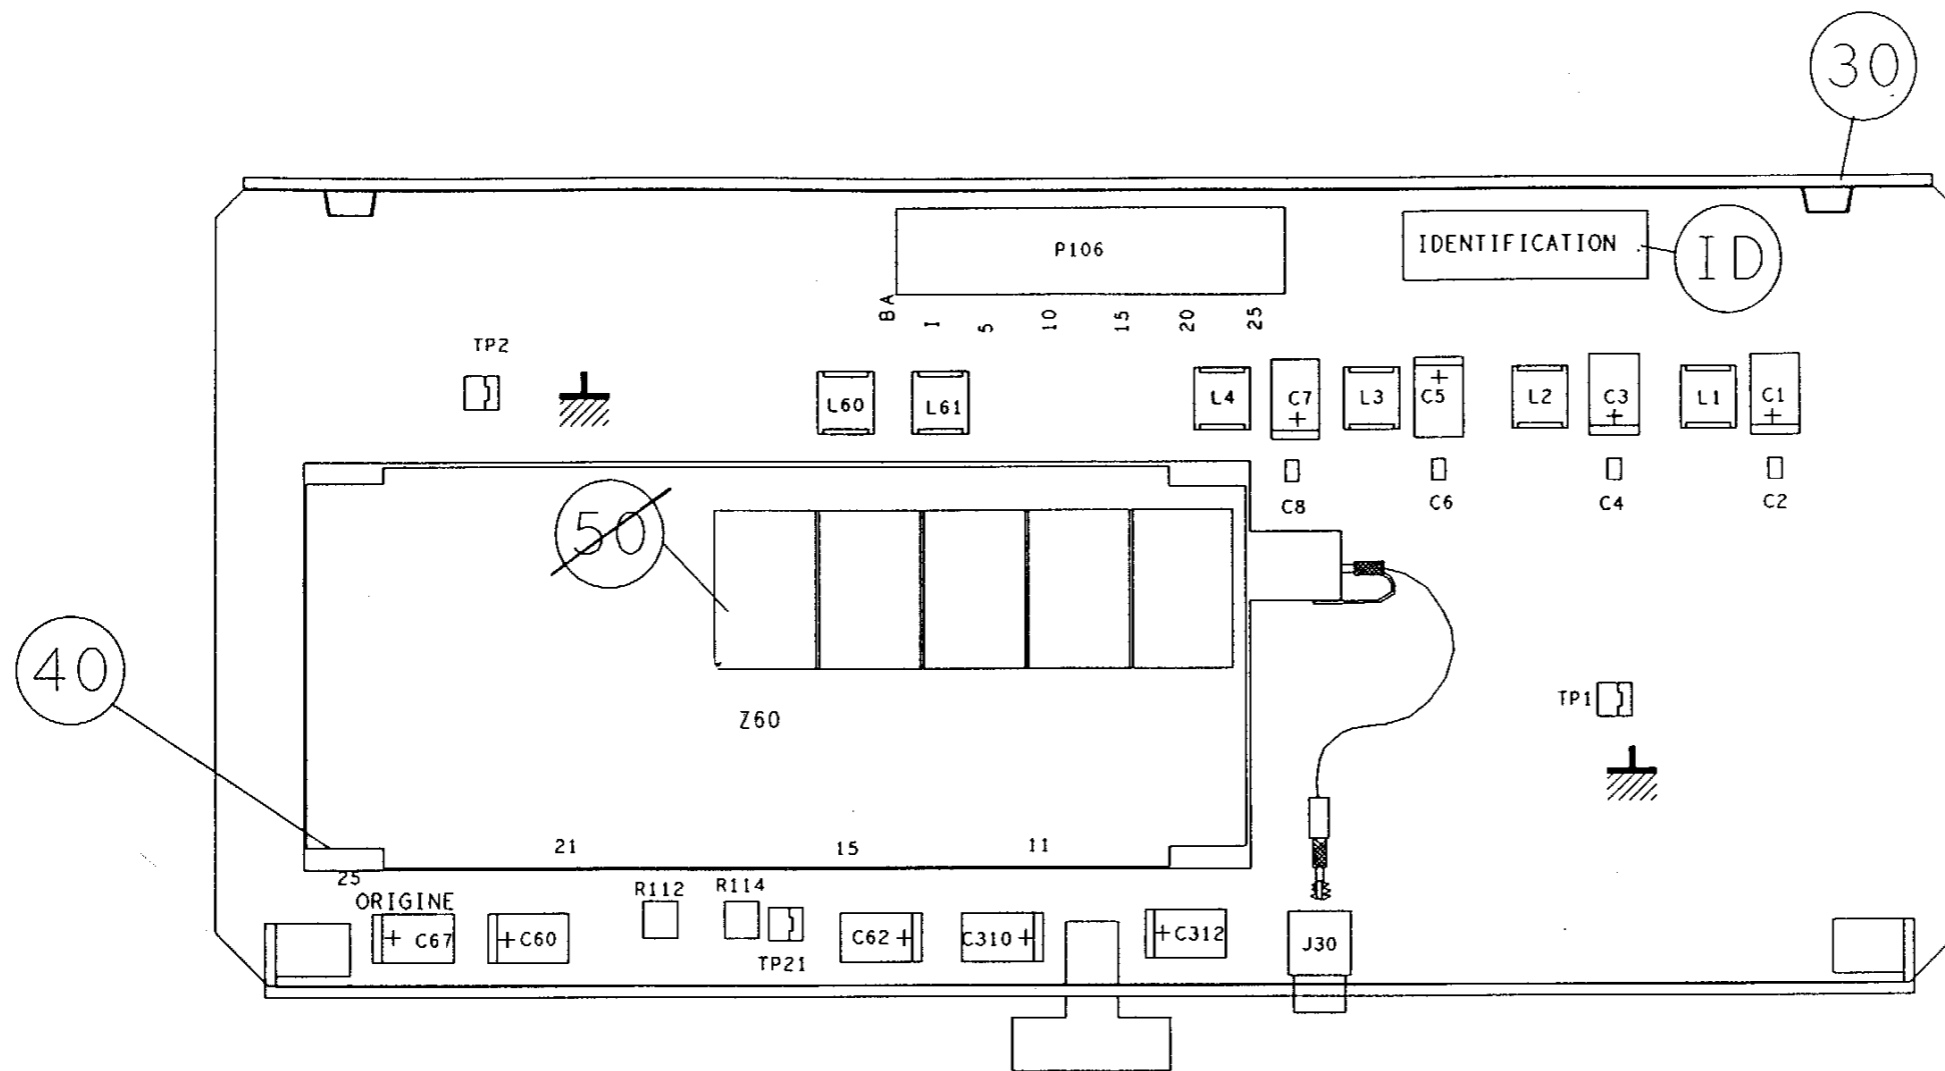 30
P106
IDENTIFICATION
ID
B A
1
5
10
15
20
25
TP2
L60
L61
L4
C7
+
L3
+
C5
L2
C3
+
L1
C1
+
C8
C6
C4
C2
50
40
TP1
Z60
21
15
11
25
ORIGINE
R112
R114
+ C67
+ C60
TP21
C62 +
C310 +
+ C312
J30